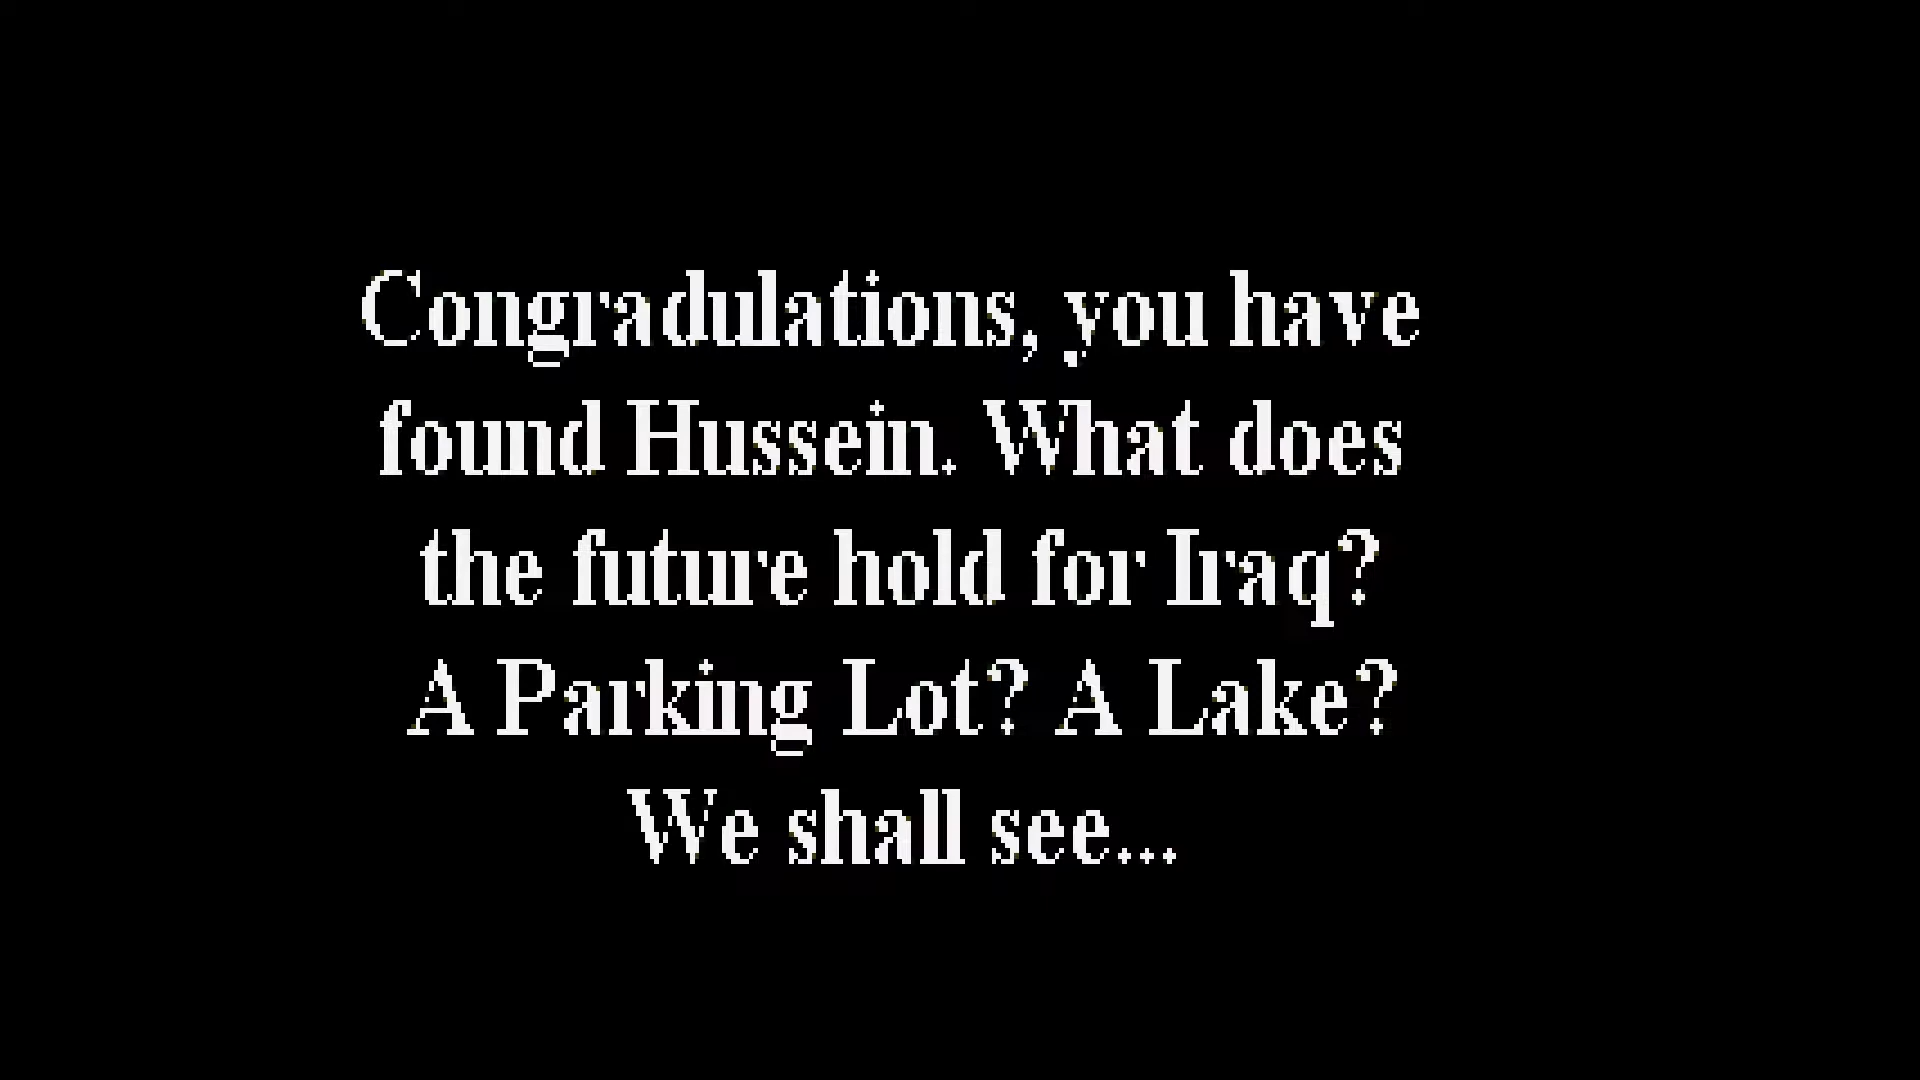 Congradulations, you have
found Hussein. What does
the future hold for Iraq?
A Parking Lot? A Lake?
We shall see...